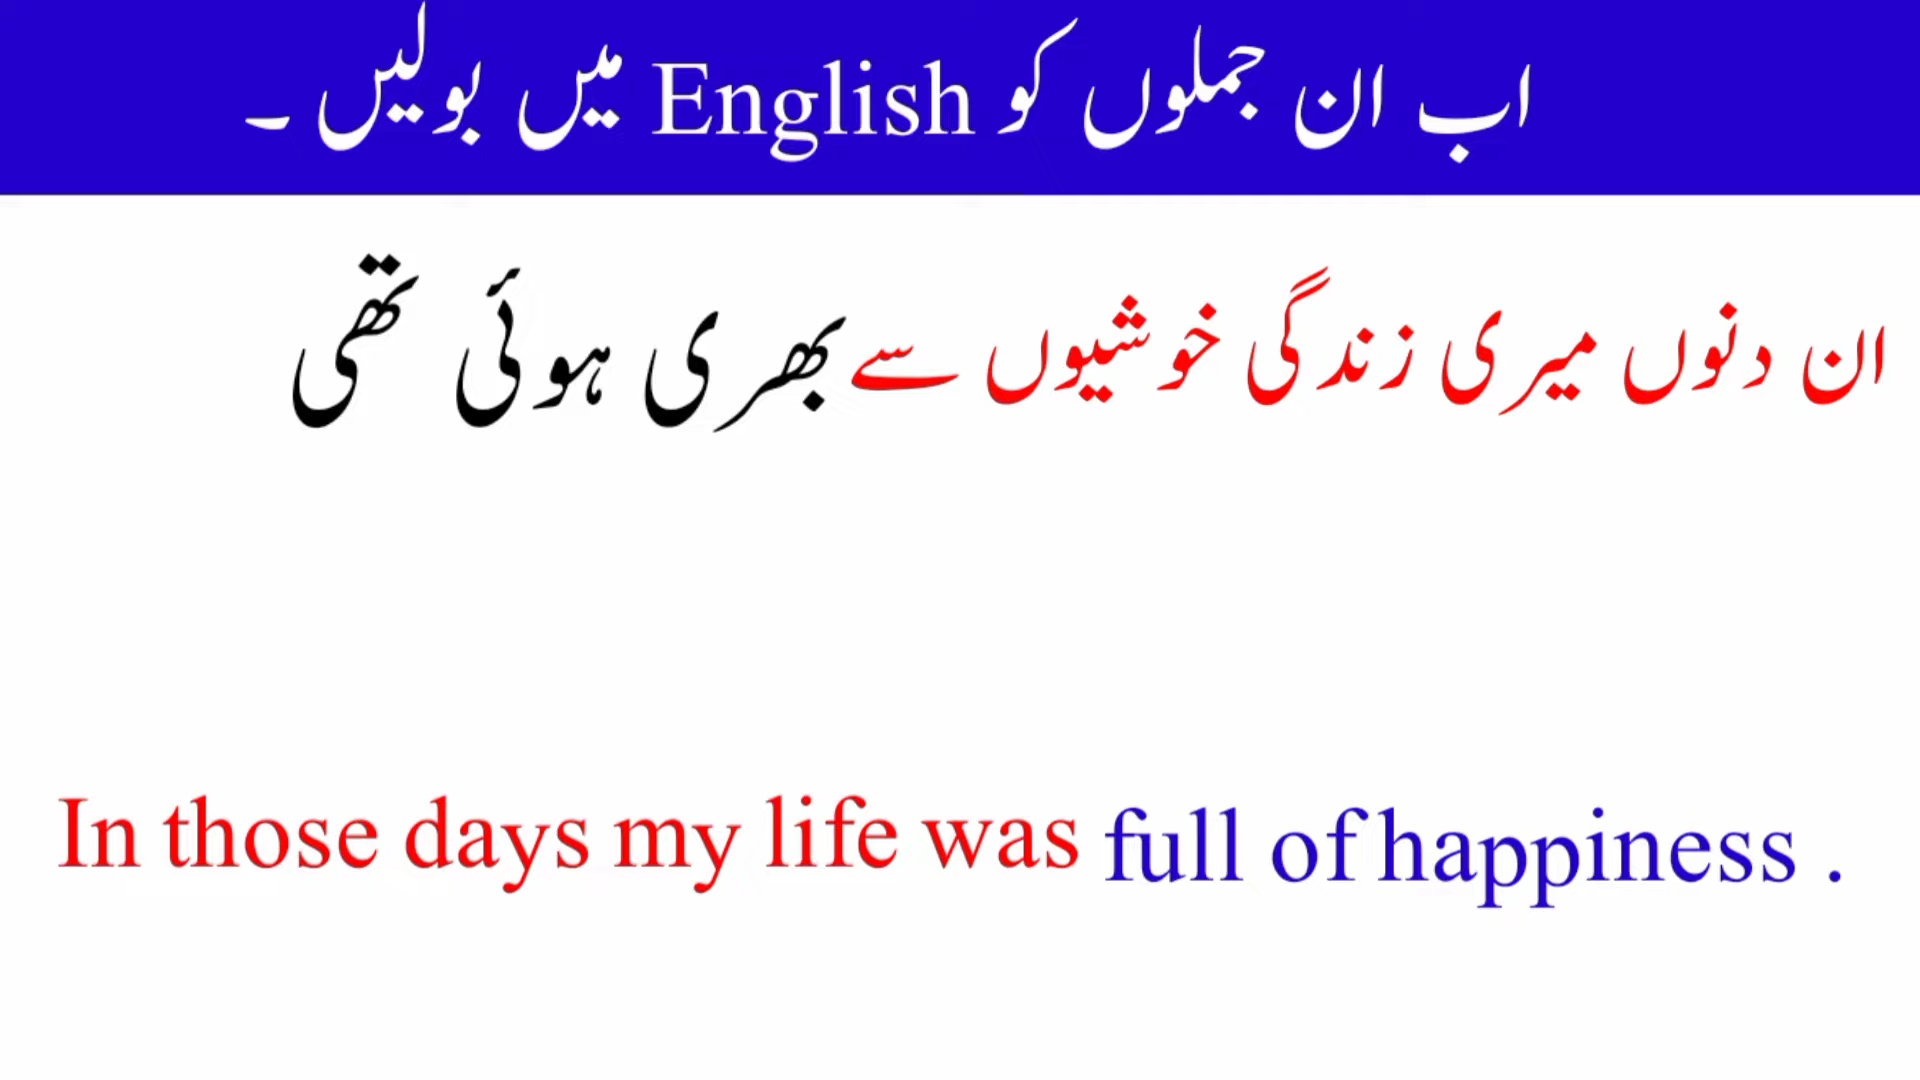 اب ان جملوں کو English میں بولیں ۔
ان دنوں میری زندگی خوشیوں سے بھری ہوئی تھی
In those days my life was full of happiness .